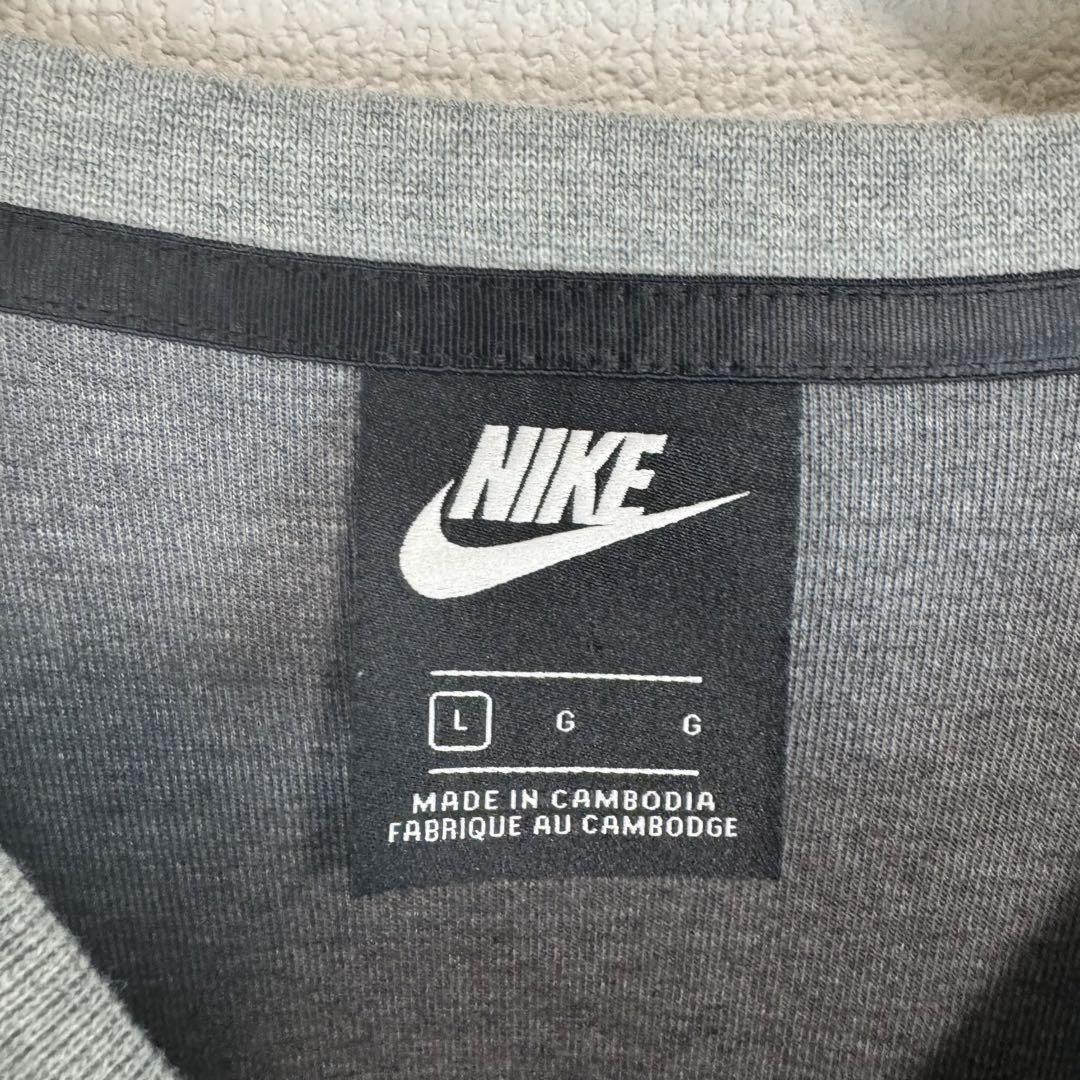 NIKE
L G G
MADE IN CAMBODIA
FABRIQUE AU CAMBODGE